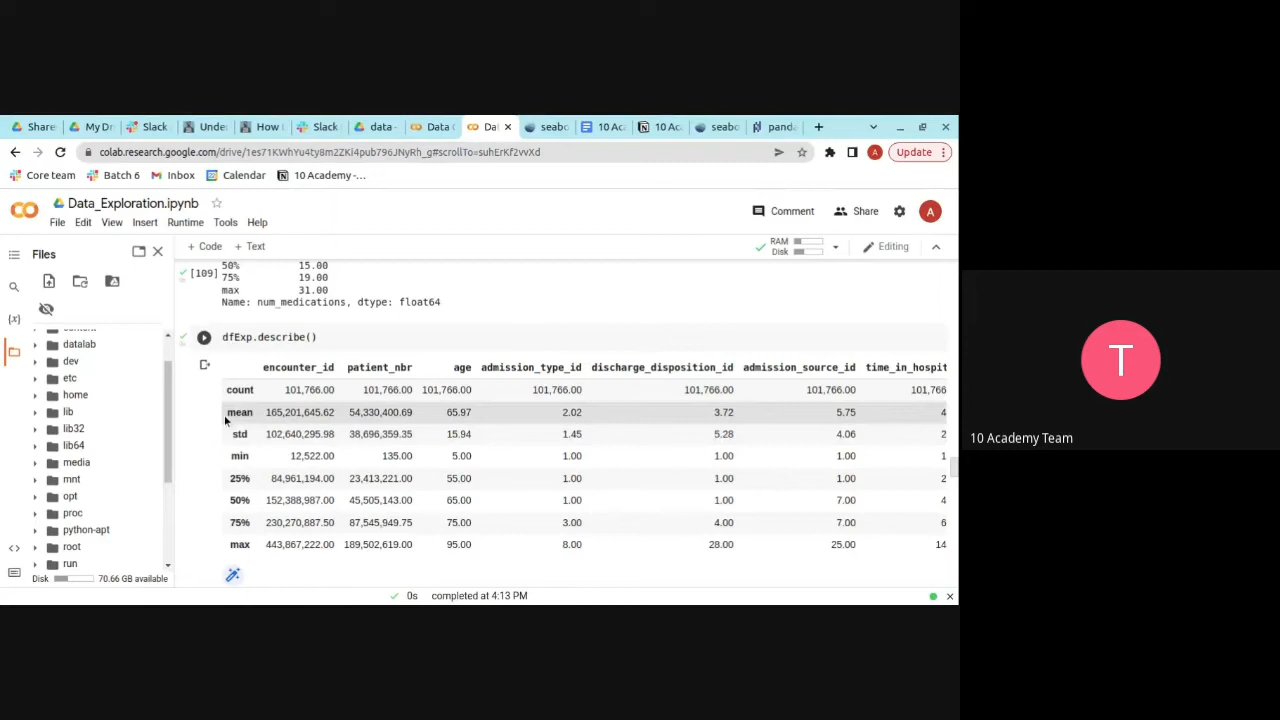 Share
My Dr
Slack
Unde
How
Slack
data -
Data
Dat
seabo
10 Aca
10 Aca
seabo
panda
colab.research.google.com/drive/1es71KWhYu4ty8m2ZKi4pub796JNyRh_g#scrollTo=suhErKf2vvXd
A
Update
Core team
Batch 6
Inbox
Calendar
10 Academy -...
Data_Exploration.ipynb
File Edit View Insert Runtime Tools Help
Comment
Share
A
Files
+ Code + Text
RAM
Disk
Editing
datalab
dev
etc
home
lib
lib32
lib64
media
mnt
opt
proc
python-apt
root
run
Disk 70.66 GB available
[109]
50% 15.00
75% 19.00
max 31.00
Name: num_medications, dtype: float64
dfExp.describe()
encounter_id patient_nbr age admission_type_id discharge_disposition_id admission_source_id time_in_hospit
count 101,766.00 101,766.00 101,766.00 101,766.00 101,766.00 101,766.00 101,766
mean 165,201,645.62 54,330,400.69 65.97 2.02 3.72 5.75 4
std 102,640,295.98 38,696,359.35 15.94 1.45 5.28 4.06 2
min 12,522.00 135.00 5.00 1.00 1.00 1.00 1
25% 84,961,194.00 23,413,221.00 55.00 1.00 1.00 1.00 2
50% 152,388,987.00 45,505,143.00 65.00 1.00 1.00 7.00 4
75% 230,270,887.50 87,545,949.75 75.00 3.00 4.00 7.00 6
max 443,867,222.00 189,502,619.00 95.00 8.00 28.00 25.00 14
0s completed at 4:13 PM
T
10 Academy Team